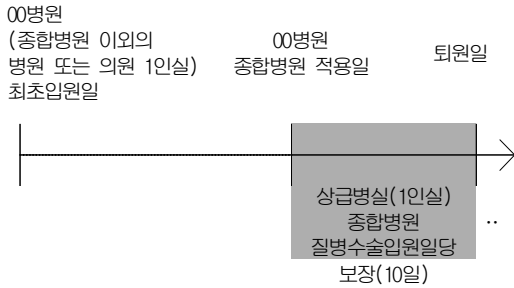 00병원
(종합병원 이외의
병원 또는 의원 1인실)
최초입원일
00병원
종합병원 적용일
퇴원일
상급병실(1인실)
종합병원
질병수술입원일당
보장(10일)
..